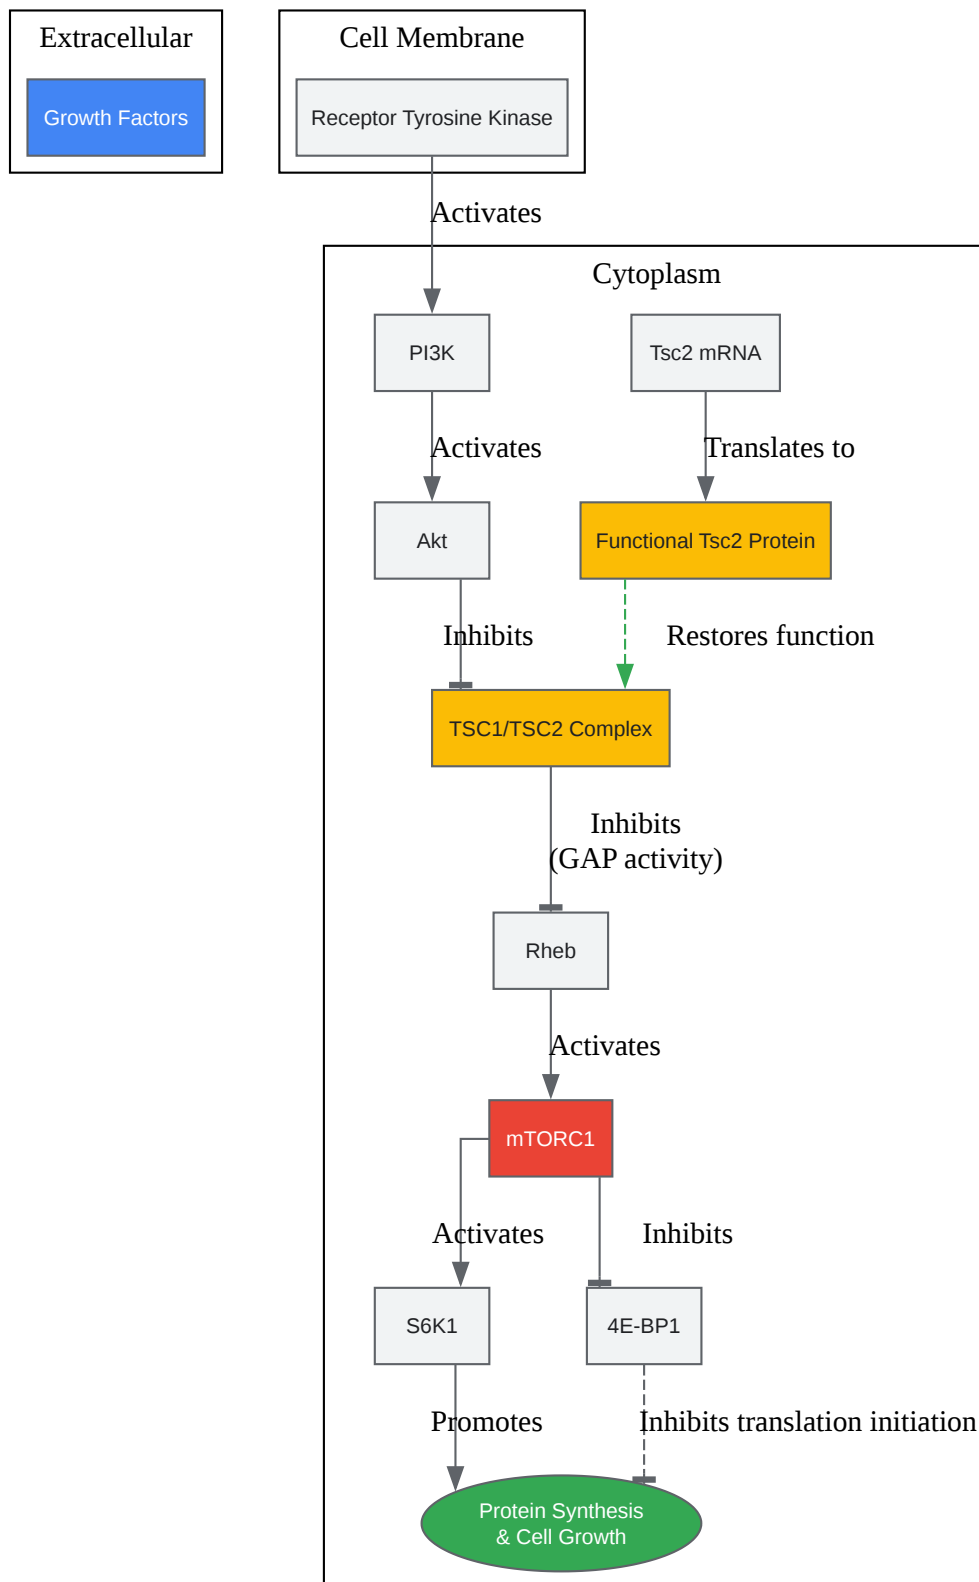 Extracellular
Cell Membrane
Growth Factors
Receptor Tyrosine Kinase
Activates
Cytoplasm
PI3K
Tsc2 mRNA
Activates
Translates to
Akt
Functional Tsc2 Protein
Inhibits
Restores function
TSC1/TSC2 Complex
Inhibits
(GAP activity)
Rheb
Activates
mTORC1
Activates
Inhibits
S6K1
4E-BP1
Promotes
Inhibits translation initiation
Protein Synthesis
& Cell Growth